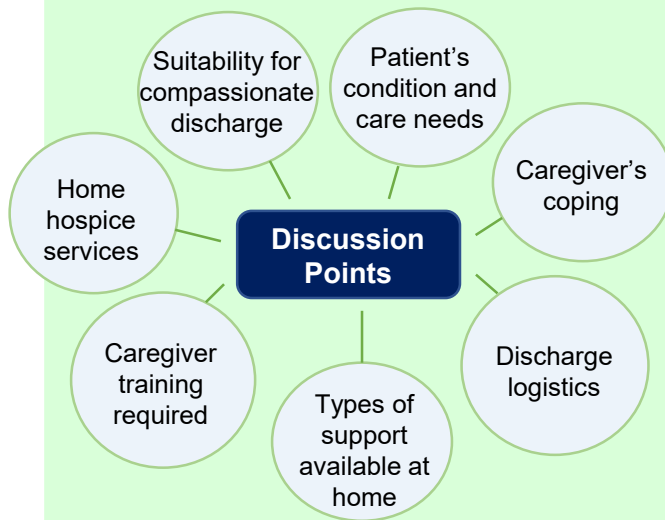 Suitability for
compassionate
discharge
Patient’s
condition and
care needs
Home
hospice
services
Caregiver’s
coping
Discussion
Points
Caregiver
training
required
Types of
support
available at
home
Discharge
logistics